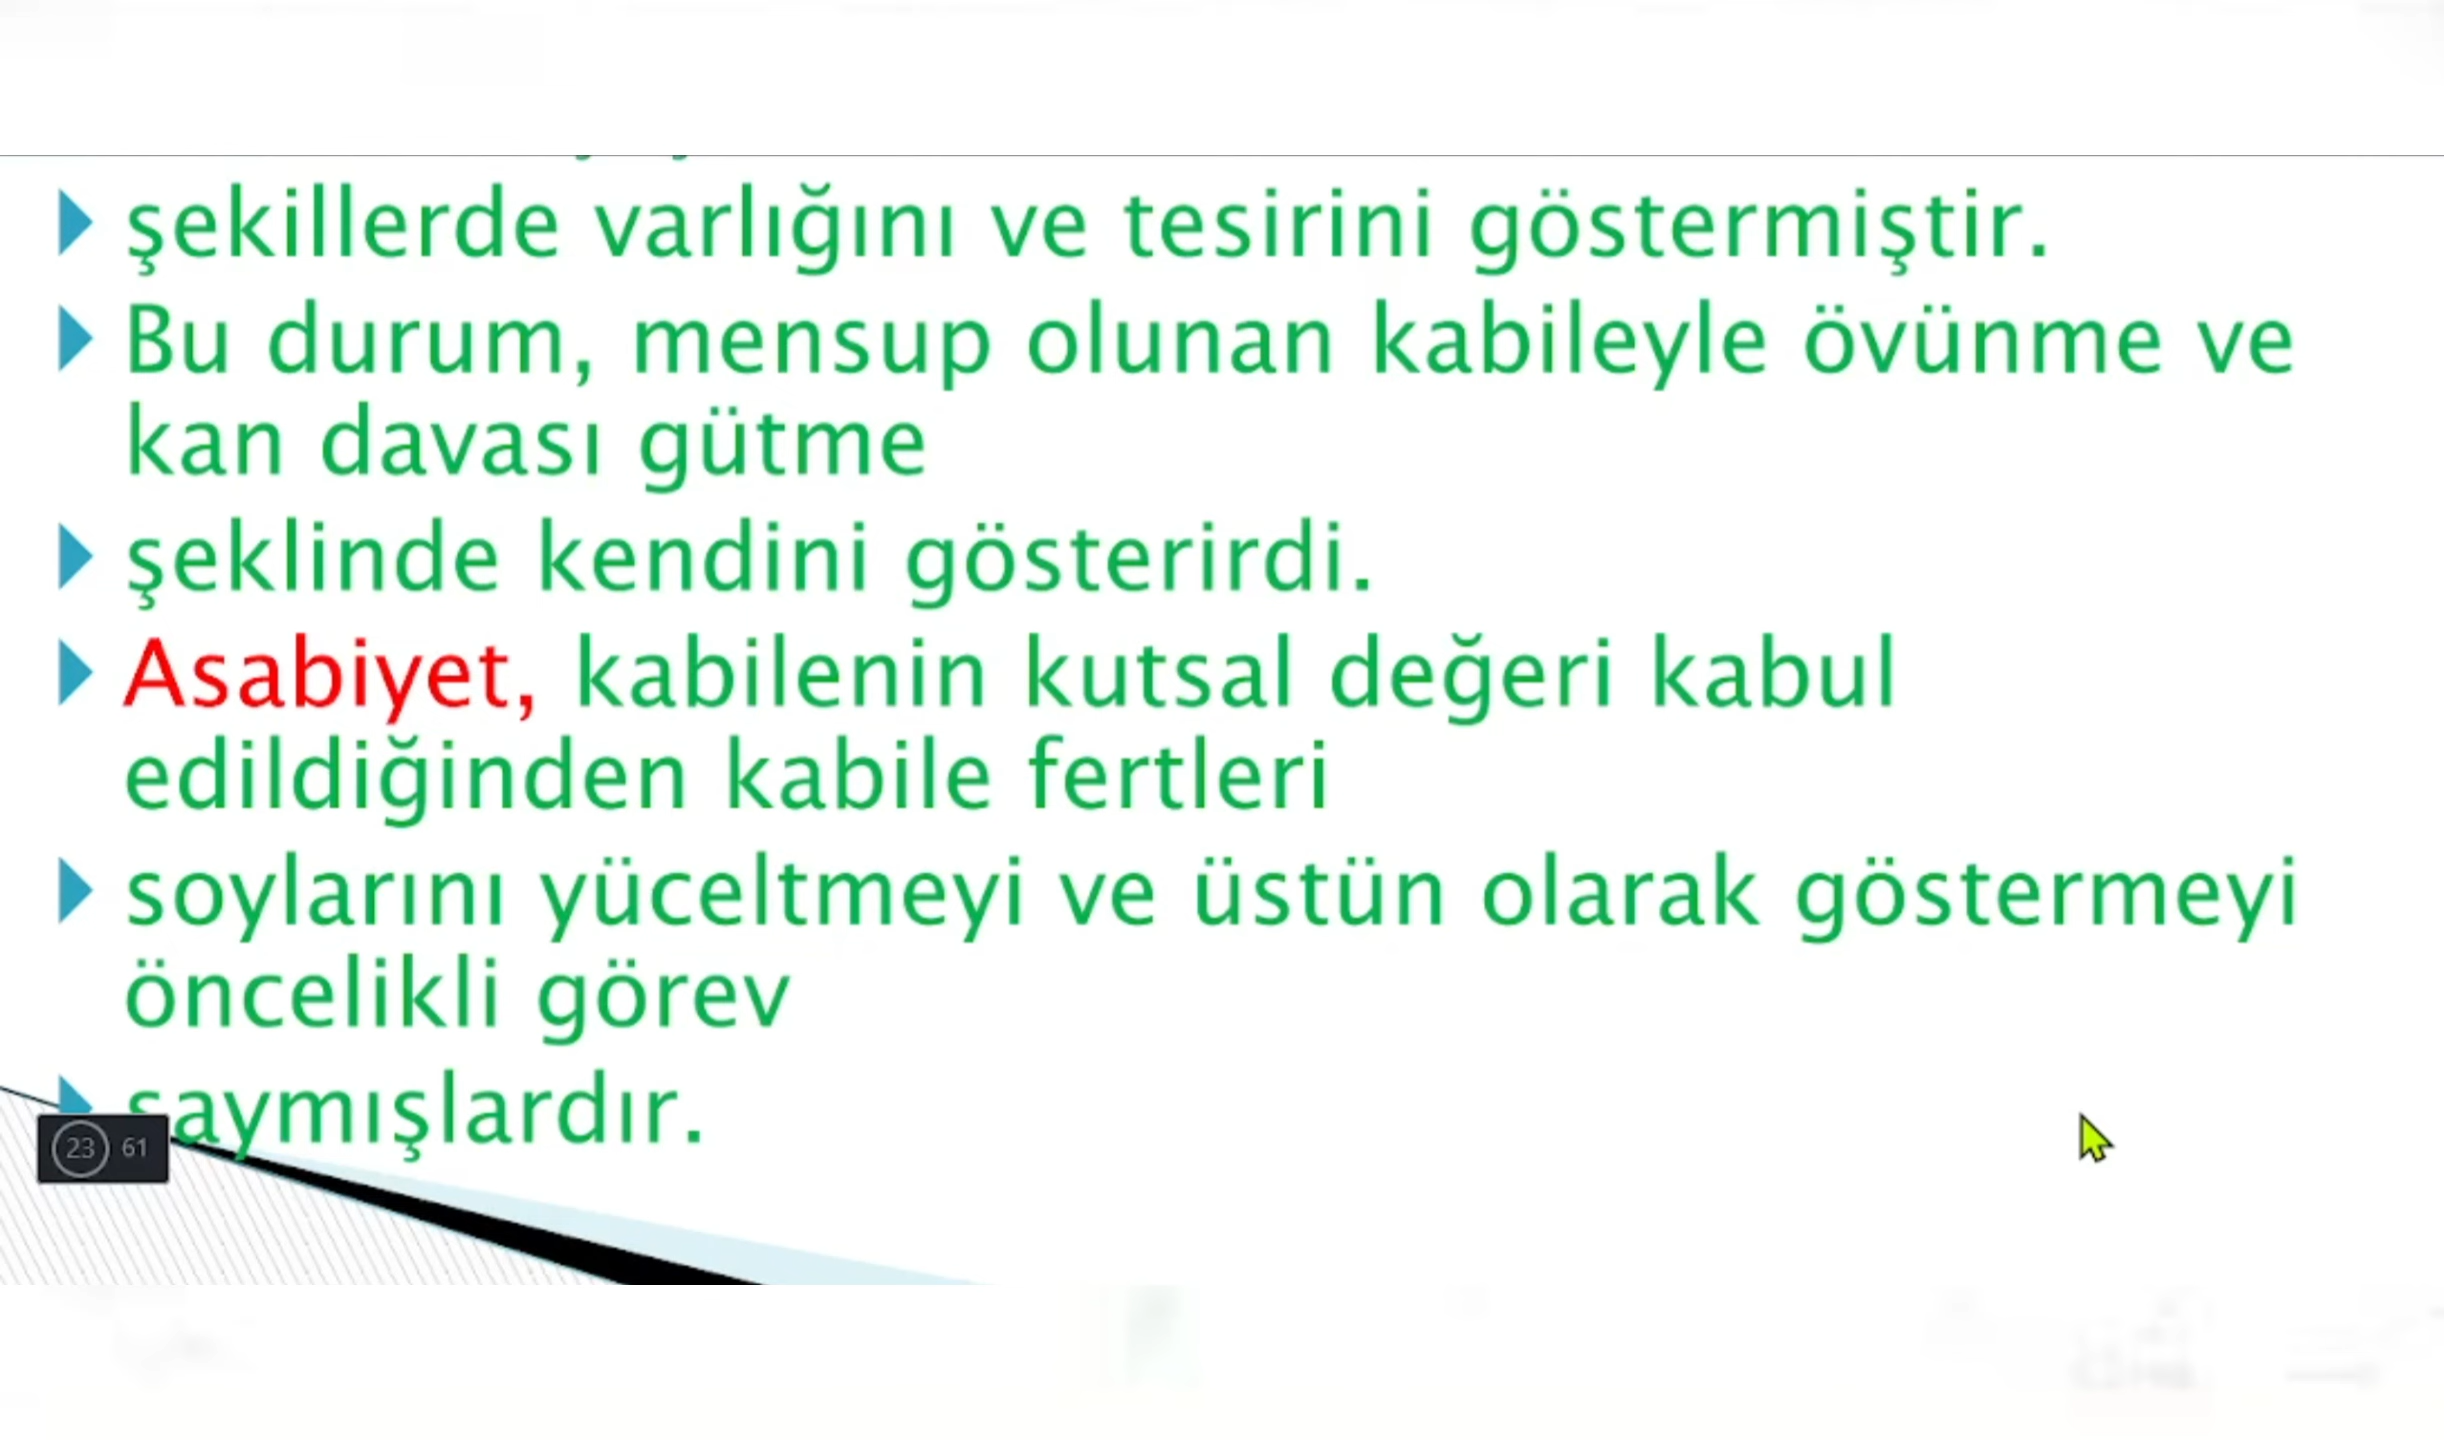 şekillerde varlığını ve tesirini göstermiştir.
Bu durum, mensup olunan kabileyle övünme ve
kan davası gütme
şeklinde kendini gösterirdi.
Asabiyet, kabilenin kutsal değeri kabul
edildiğinden kabile fertleri
soylarını yüceltmeyi ve üstün olarak göstermeyi
öncelikli görev
saymışlardır.
23 61